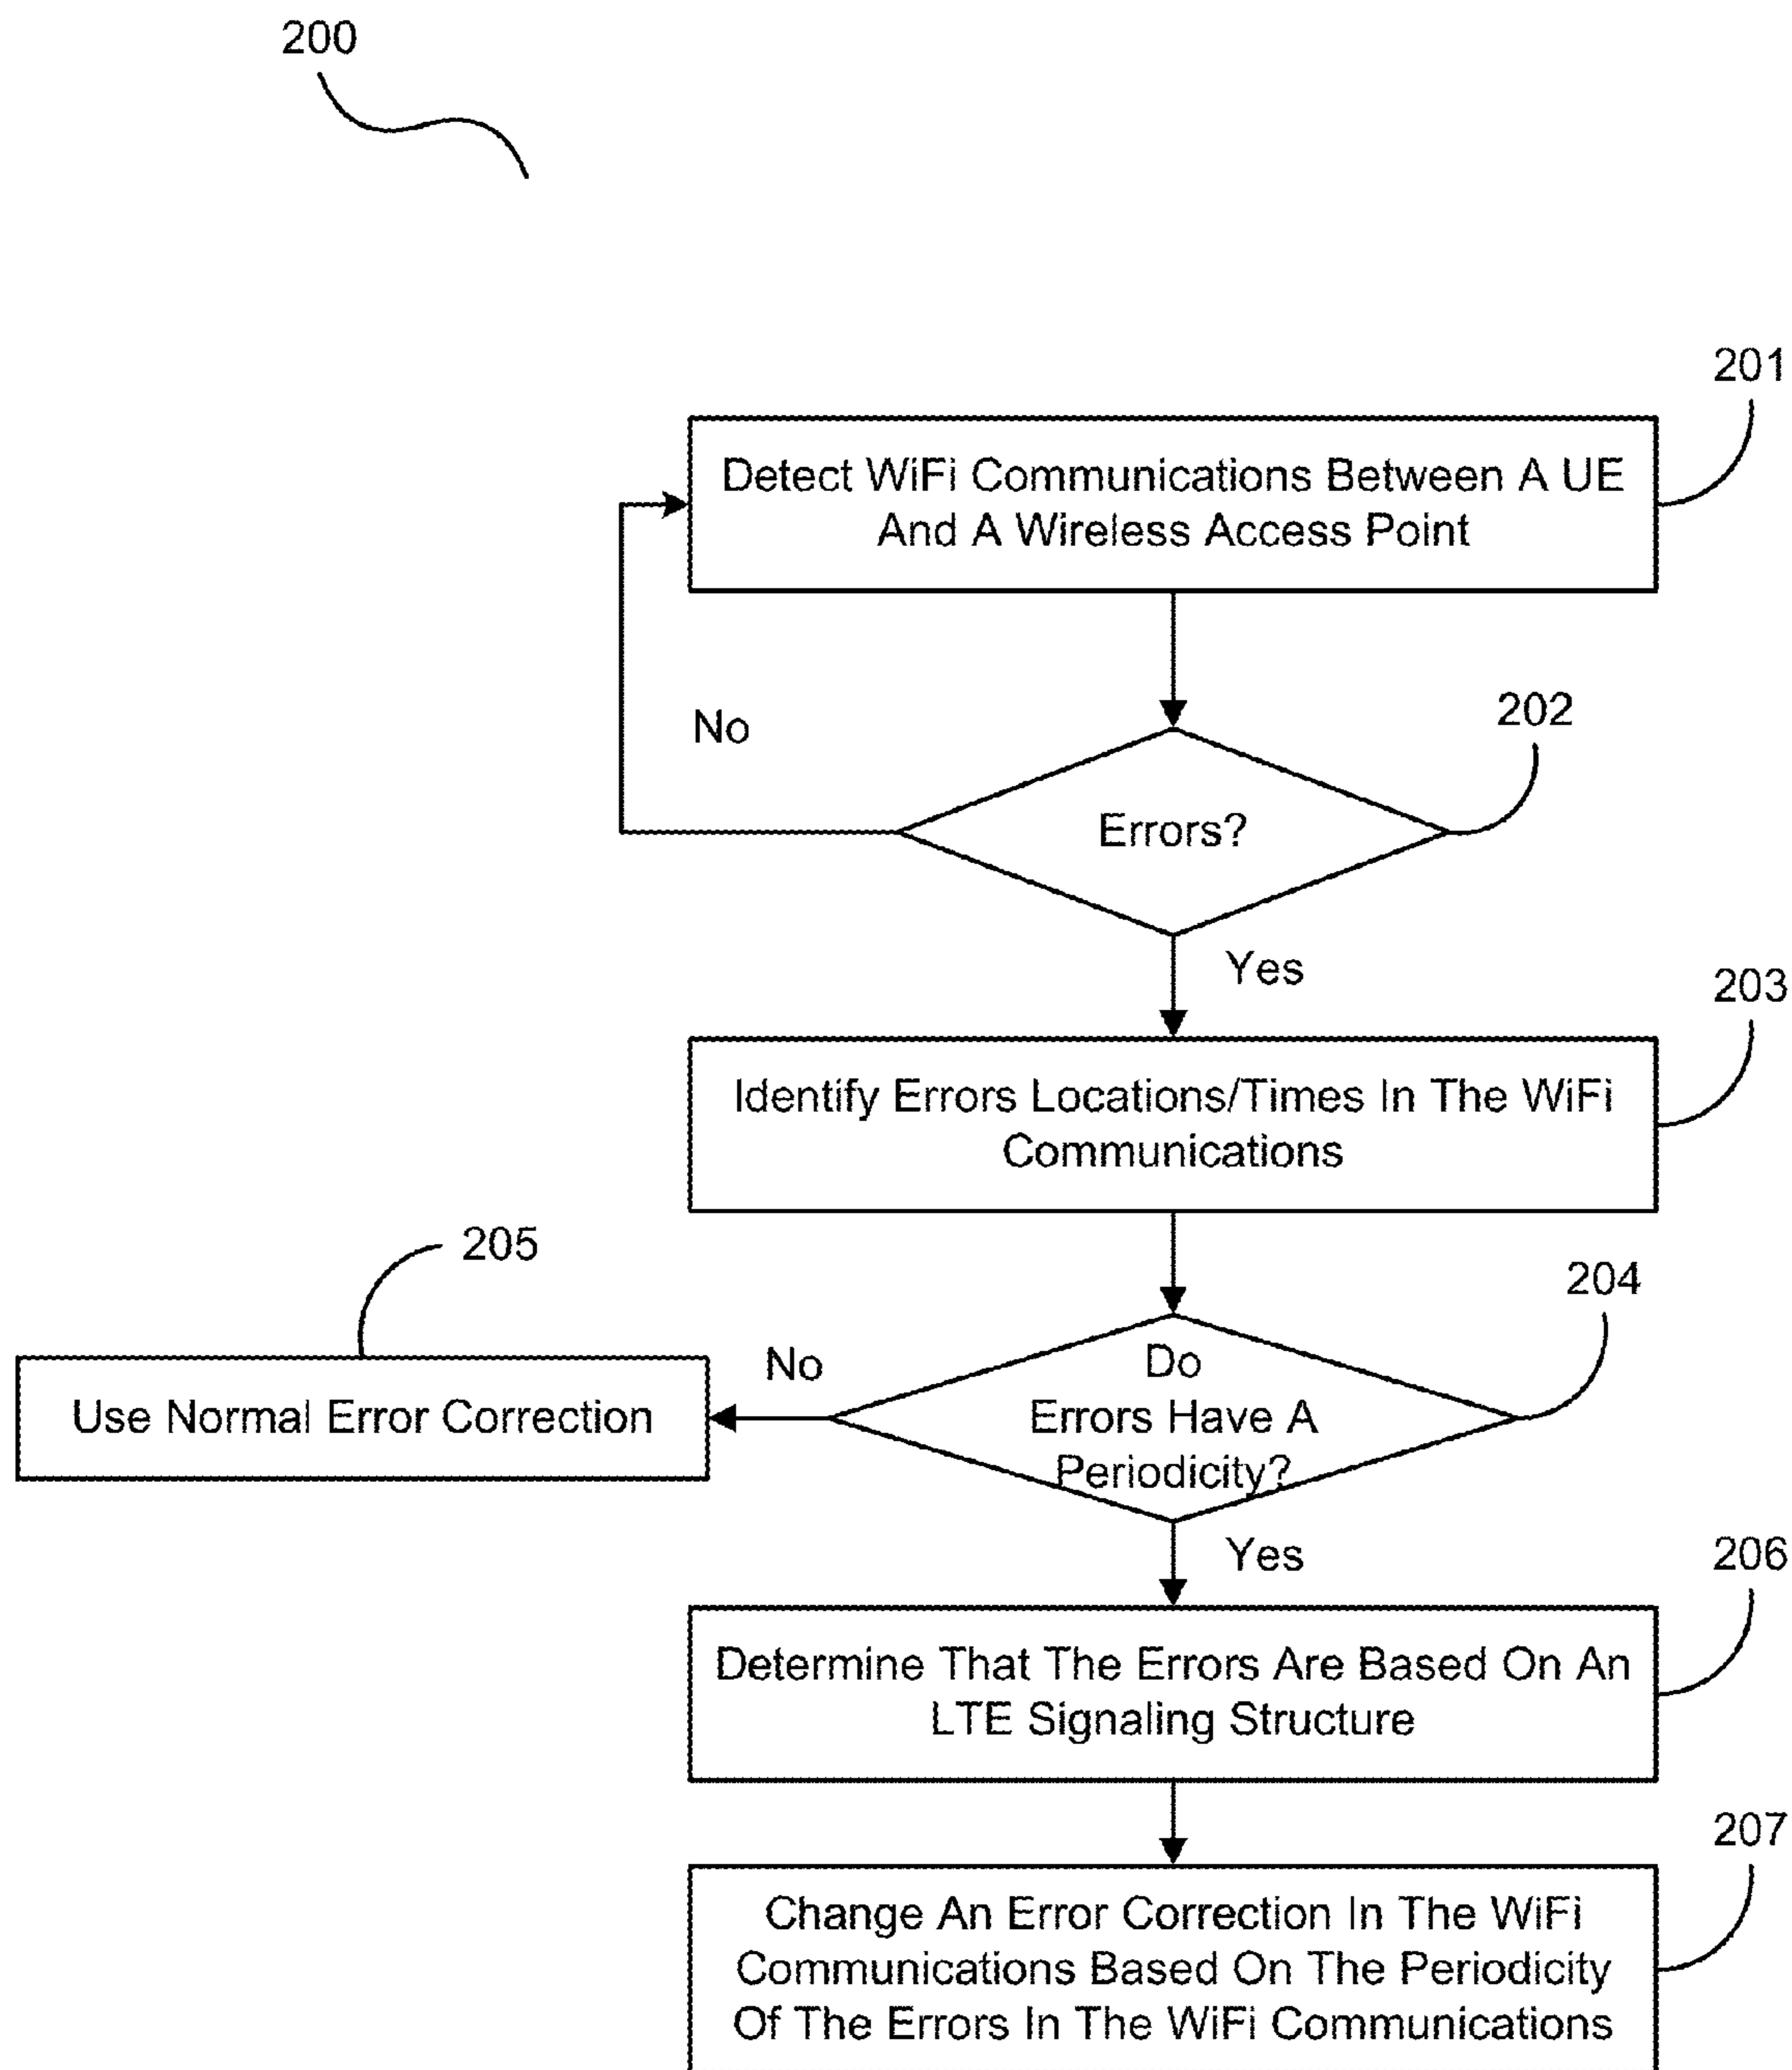 200
201
Detect WiFi Communications Between A UE
And A Wireless Access Point
202
No
Errors?
Yes
203
Identify Errors Locations/Times In The WiFi
Communications
205
204
Use Normal Error Correction
No
Do
Errors Have A
Periodicity?
Yes
206
Determine That The Errors Are Based On An
LTE Signaling Structure
207
Change An Error Correction In The WiFi
Communications Based On The Periodicity
Of The Errors In The WiFi Communications